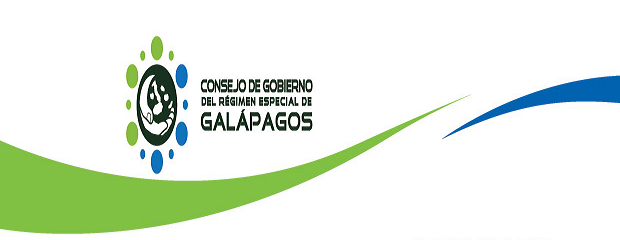 CONSEJO DE GOBIERNO
DEL RÉGIMEN ESPECIAL DE
GALÁPAGOS